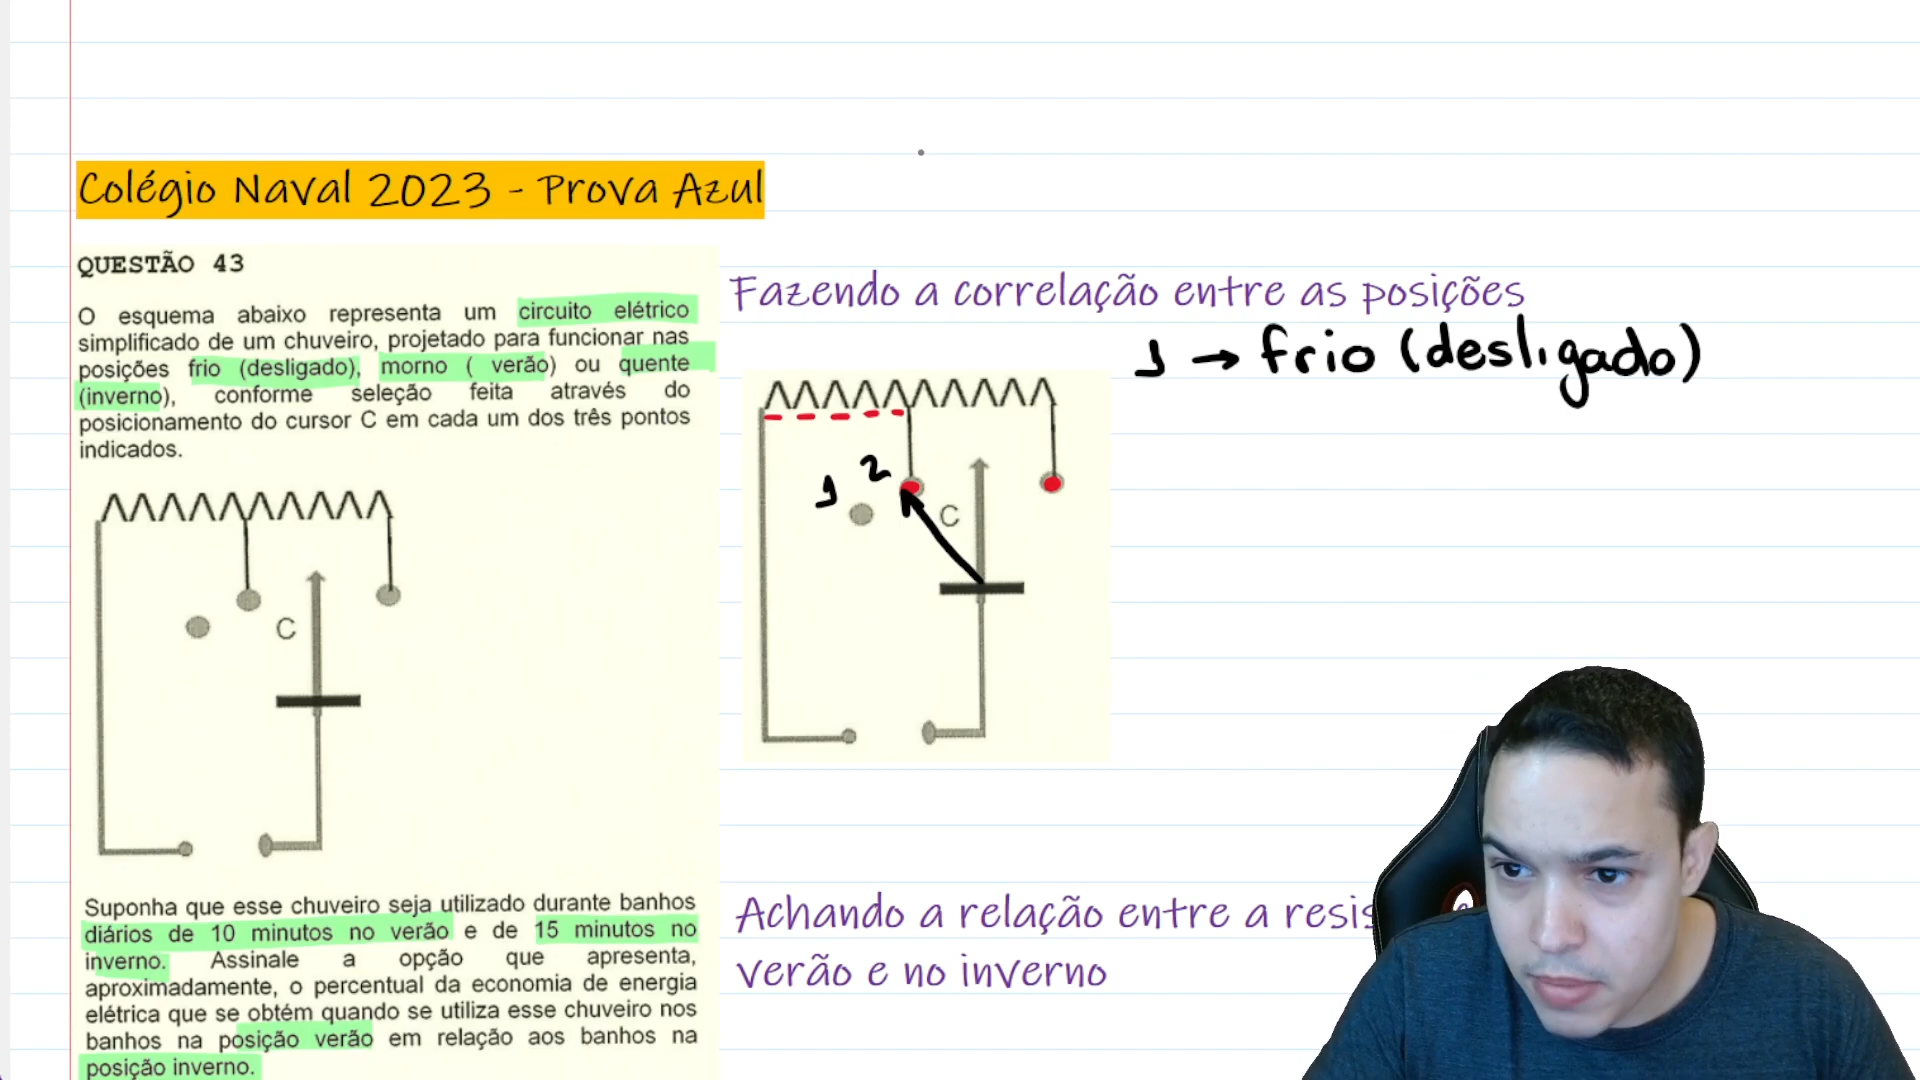 Colégio Naval 2023 - Prova Azul
QUESTÃO 43
O esquema abaixo representa um circuito elétrico
simplificado de um chuveiro, projetado para funcionar nas
posições frio (desligado), morno ( verão) ou quente
(inverno), conforme seleção feita através do
posicionamento do cursor C em cada um dos três pontos
indicados.
C
Suponha que esse chuveiro seja utilizado durante banhos
diários de 10 minutos no verão e de 15 minutos no
inverno. Assinale a opção que apresenta,
aproximadamente, o percentual da economia de energia
elétrica que se obtém quando se utiliza esse chuveiro nos
banhos na posição verão em relação aos banhos na
posição inverno.
Fazendo a correlação entre as posições
1 → frio (desligado)
2
1
C
Achando a relação entre a
verão e no inverno